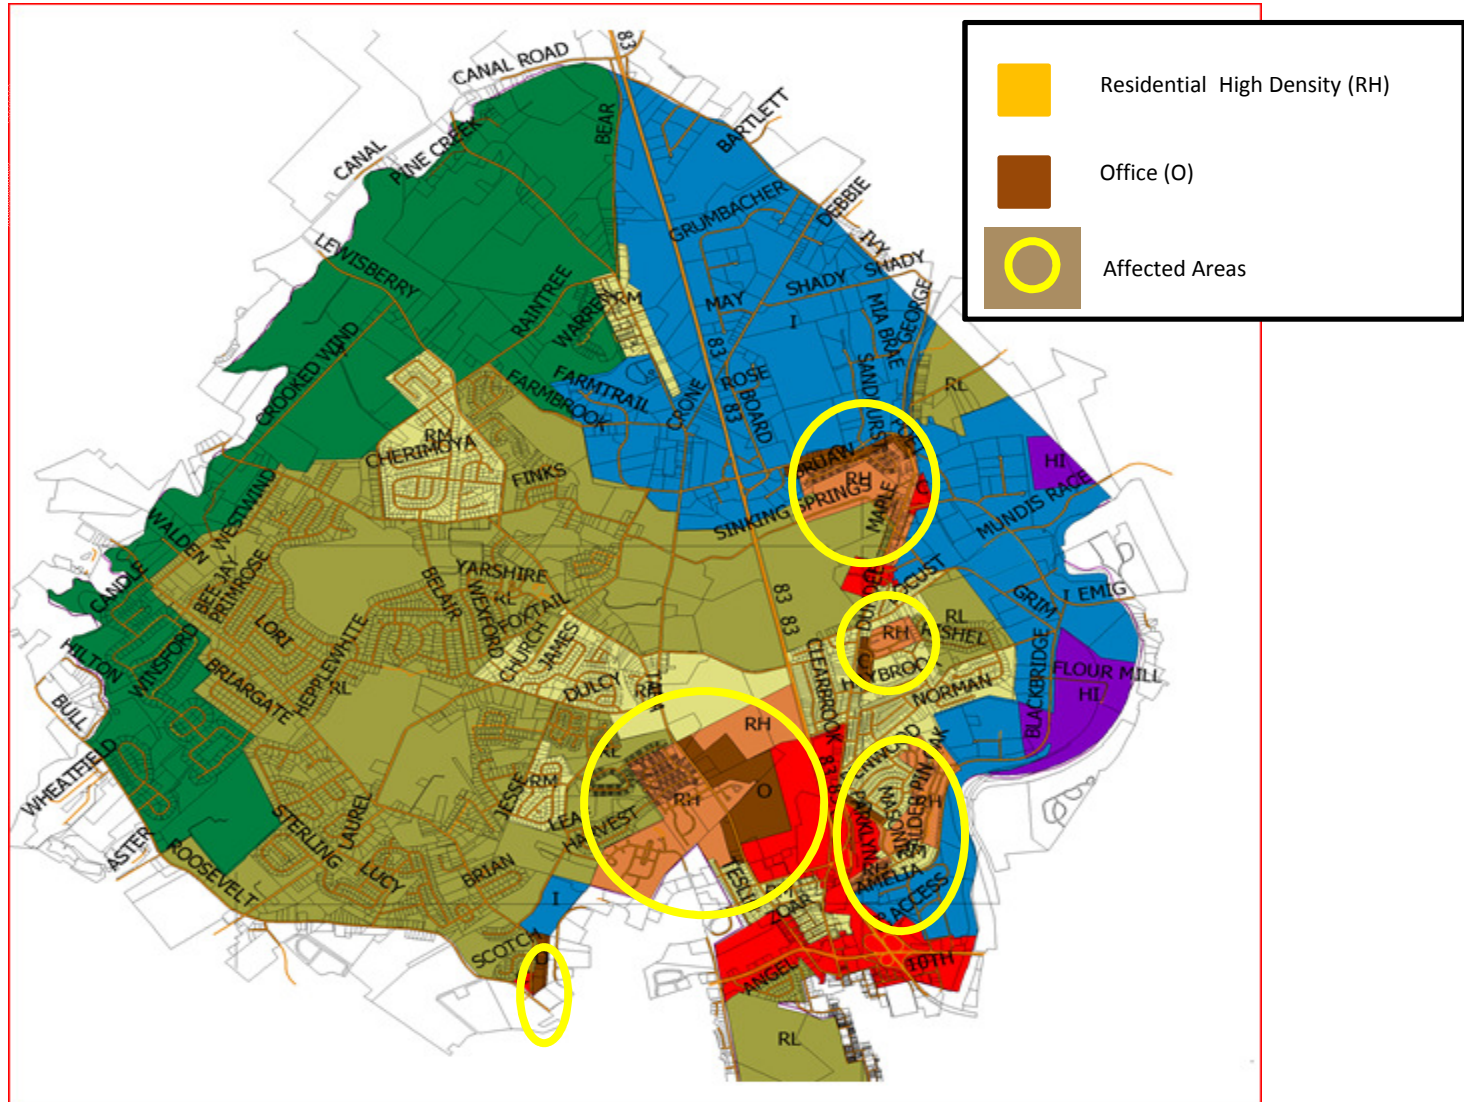 83
CANAL ROAD
Residential High Density (RH)
BEAR
BARTLETT
PINE CREEK
CANAL
Office (O)
GRUMBACHER
DEBBIE
IVY
LEWISBERRY
SHADY
SHADY
Affected Areas
RAINTREE
WARREN
RM
MAY
I
MIA BRAE
GEORGE
CROOKED WIND
83
FARMTRAIL
FARMBROOK
CRONE
ROSE
BOARD
83
SANDHURST
RL
RM
CHERIMOYA
FINKS
RH
HI
SINKING SPRINGS
MAPLE
MUNDIS RACE
WESTWIND
WALDEN
CANDLE
BEE JAY
PRIMROSE
YARSHIRE
BELAIR
WEXFORD
RL
FOXTAIL
83
83
LOCUST
GRIM
I
EMIG
LORI
HILTON
WINSFORD
HEPPLEWHITE
CHURCH
JAMES
RH
RL
BRIARGATE
RL
DULCY
CLEARBROOK
NORMAN
BLACKBRIDGE
FLOUR MILL
HI
BULL
WHEATFIELD
RH
RL
RM
JESSE
RH
O
83
MASON
RH
LAUREL
STERLING
HARVEST
PARKLYNE
ASTER
ROOSEVELT
LUCY
BRIAN
AMELIA
ACCESS
I
ZOAR
SCOTCH
ANGEL
10TH
RL